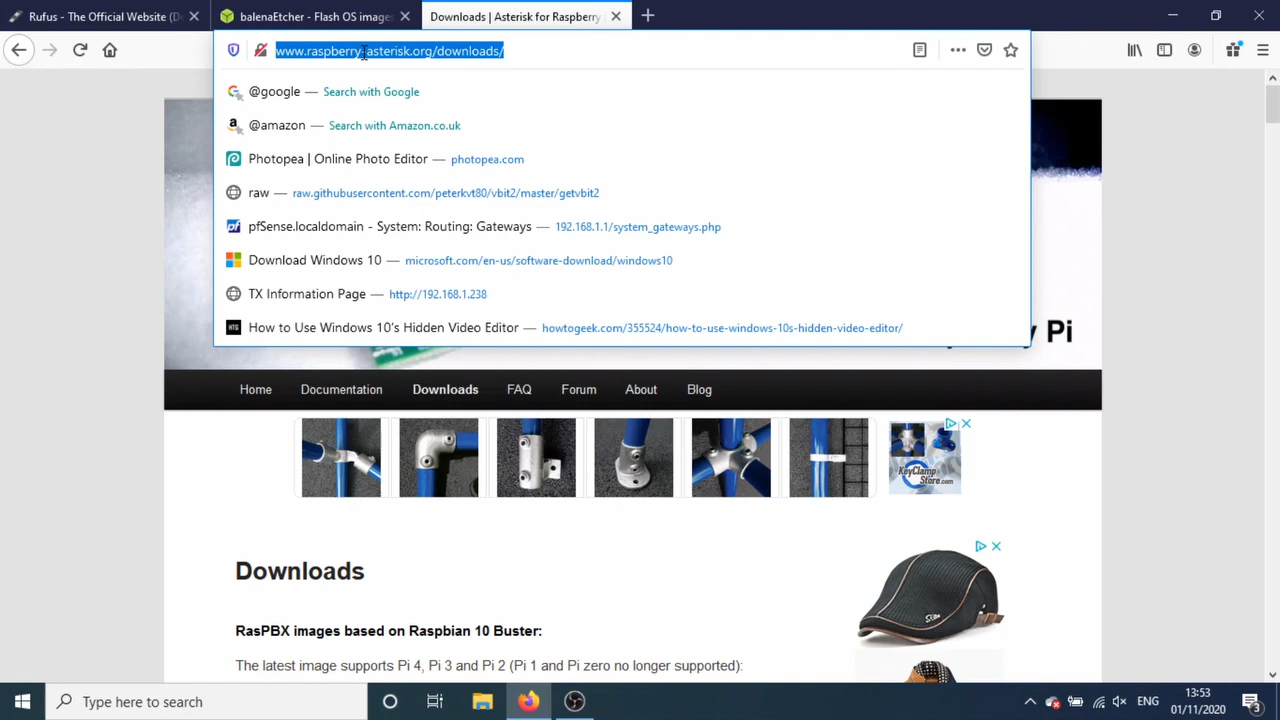 Rufus - The Official Website (Do
balenaEtcher - Flash OS images
Downloads | Asterisk for Raspberry
www.raspberry-asterisk.org/downloads/
@google — Search with Google
@amazon — Search with Amazon.co.uk
Photopea | Online Photo Editor — photopea.com
raw — raw.githubusercontent.com/peterkvt80/vbit2/master/getvbit2
pfSense.localdomain - System: Routing: Gateways — 192.168.1.1/system_gateways.php
Download Windows 10 — microsoft.com/en-us/software-download/windows10
TX Information Page — http://192.168.1.238
How to Use Windows 10's Hidden Video Editor — howtogeek.com/355524/how-to-use-windows-10s-hidden-video-editor/
Pi
Home Documentation Downloads FAQ Forum About Blog
KeyClamp
Store.com
Downloads
RasPBX images based on Raspbian 10 Buster:
The latest image supports Pi 4, Pi 3 and Pi 2 (Pi 1 and Pi zero no longer supported):
Type here to search
ENG
13:53
01/11/2020
3